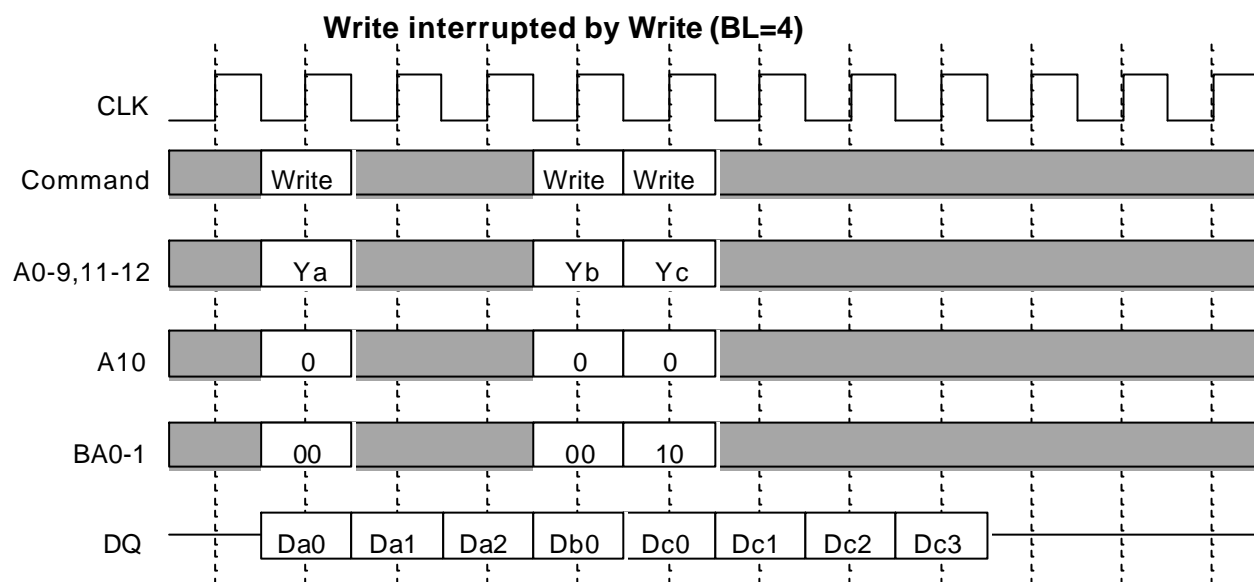 Write interrupted by Write (BL=4)
CLK
Command Write Write Write
A0-9,11-12 Ya Yb Yc
A10 0 0 0
BA0-1 00 00 10
DQ Da0 Da1 Da2 Db0 Dc0 Dc1 Dc2 Dc3